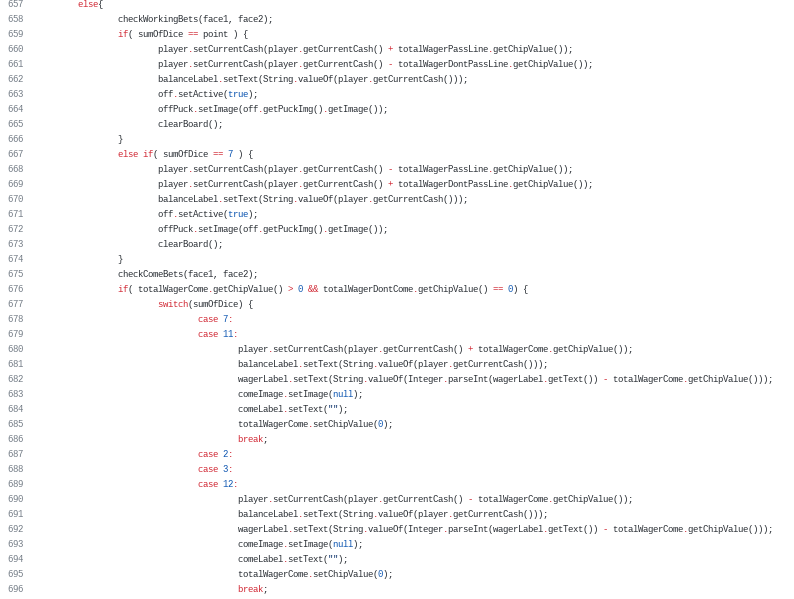 657 else{
658 checkWorkingBets(face1, face2);
659 if( sumOfDice == point ) {
660 player.setCurrentCash(player.getCurrentCash() + totalWagerPassLine.getChipValue());
661 player.setCurrentCash(player.getCurrentCash() - totalWagerDontPassLine.getChipValue());
662 balanceLabel.setText(String.valueOf(player.getCurrentCash()));
663 off.setActive(true);
664 offPuck.setImage(off.getPuckImg().getImage());
665 clearBoard();
666 }
667 else if( sumOfDice == 7 ) {
668 player.setCurrentCash(player.getCurrentCash() - totalWagerPassLine.getChipValue());
669 player.setCurrentCash(player.getCurrentCash() + totalWagerDontPassLine.getChipValue());
670 balanceLabel.setText(String.valueOf(player.getCurrentCash()));
671 off.setActive(true);
672 offPuck.setImage(off.getPuckImg().getImage());
673 clearBoard();
674 }
675 checkComeBets(face1, face2);
676 if( totalWagerCome.getChipValue() > 0 && totalWagerDontCome.getChipValue() == 0) {
677 switch(sumOfDice) {
678 case 7:
679 case 11:
680 player.setCurrentCash(player.getCurrentCash() + totalWagerCome.getChipValue());
681 balanceLabel.setText(String.valueOf(player.getCurrentCash()));
682 wagerLabel.setText(String.valueOf(Integer.parseInt(wagerLabel.getText()) - totalWagerCome.getChipValue()));
683 comeImage.setImage(null);
684 comeLabel.setText("");
685 totalWagerCome.setChipValue(0);
686 break;
687 case 2:
688 case 3:
689 case 12:
690 player.setCurrentCash(player.getCurrentCash() - totalWagerCome.getChipValue());
691 balanceLabel.setText(String.valueOf(player.getCurrentCash()));
692 wagerLabel.setText(String.valueOf(Integer.parseInt(wagerLabel.getText()) - totalWagerCome.getChipValue()));
693 comeImage.setImage(null);
694 comeLabel.setText("");
695 totalWagerCome.setChipValue(0);
696 break;